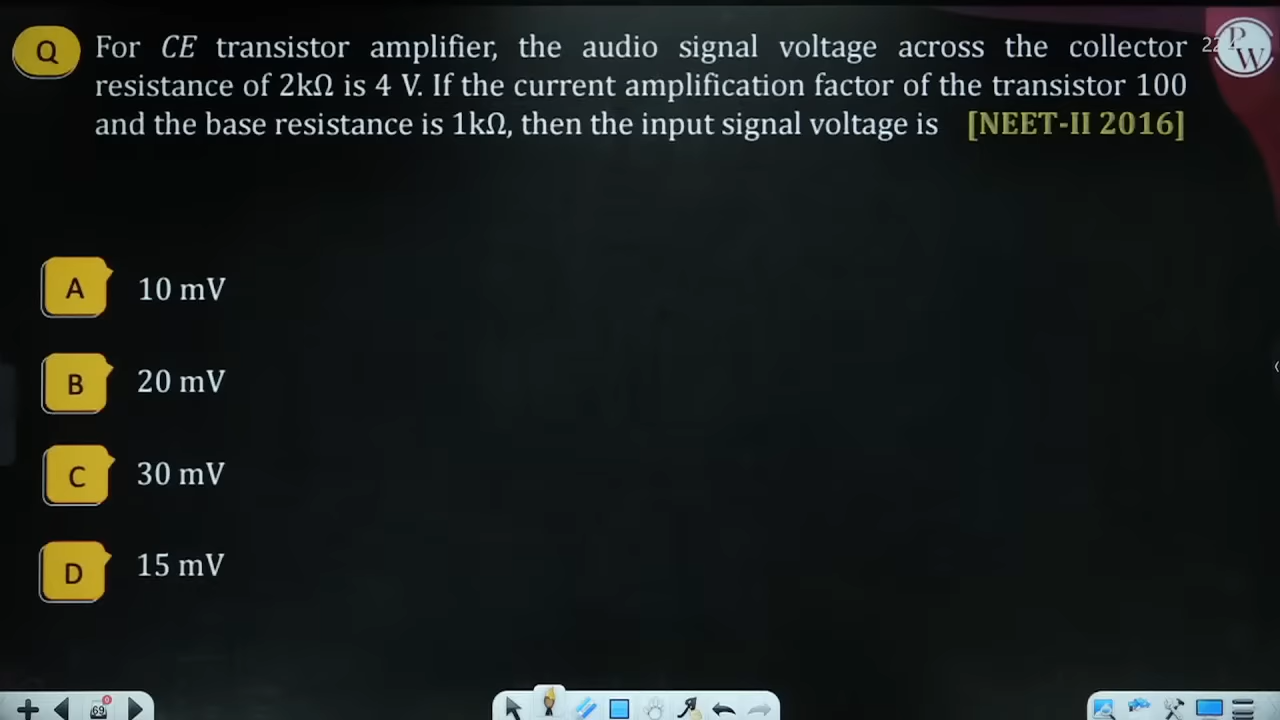 Q
For CE transistor amplifier, the audio signal voltage across the collector
resistance of 2kΩ is 4 V. If the current amplification factor of the transistor 100
and the base resistance is 1kΩ, then the input signal voltage is [NEET-II 2016]
PW
A 10 mV
B 20 mV
C 30 mV
D 15 mV
69